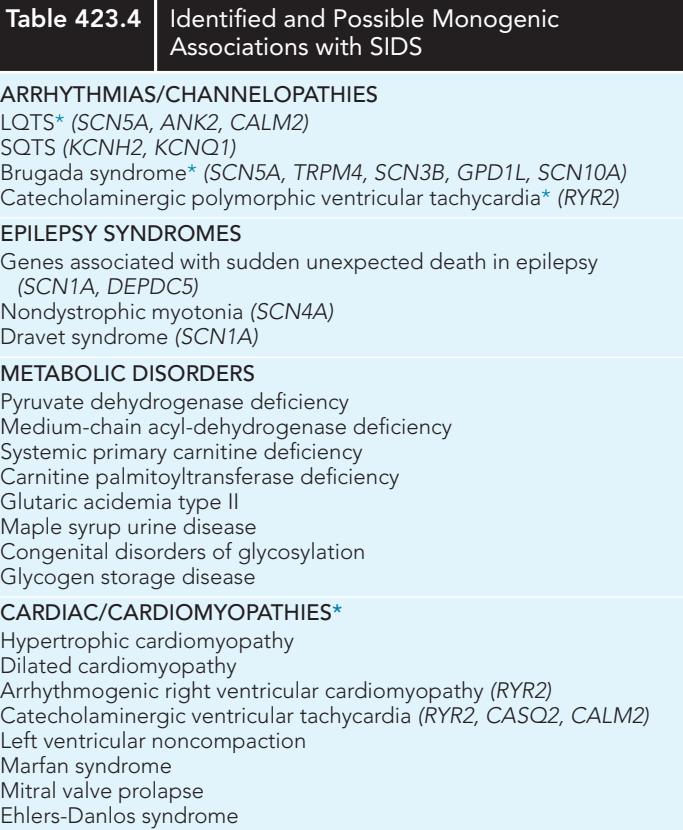 Table 423.4
Identified and Possible Monogenic
Associations with SIDS
ARRHYTHMIAS/CHANNELOPATHIES
LQTS* (SCN5A, ANK2, CALM2)
SQTS (KCNH2, KCNQ1)
Brugada syndrome* (SCN5A, TRPM4, SCN3B, GPD1L, SCN10A)
Catecholaminergic polymorphic ventricular tachycardia* (RYR2)
EPILEPSY SYNDROMES
Genes associated with sudden unexpected death in epilepsy
(SCN1A, DEPDC5)
Nondystrophic myotonia (SCN4A)
Dravet syndrome (SCN1A)
METABOLIC DISORDERS
Pyruvate dehydrogenase deficiency
Medium-chain acyl-dehydrogenase deficiency
Systemic primary carnitine deficiency
Carnitine palmitoyltransferase deficiency
Glutaric acidemia type II
Maple syrup urine disease
Congenital disorders of glycosylation
Glycogen storage disease
CARDIAC/CARDIOMYOPATHIES*
Hypertrophic cardiomyopathy
Dilated cardiomyopathy
Arrhythmogenic right ventricular cardiomyopathy (RYR2)
Catecholaminergic ventricular tachycardia (RYR2, CASQ2, CALM2)
Left ventricular noncompaction
Marfan syndrome
Mitral valve prolapse
Ehlers-Danlos syndrome